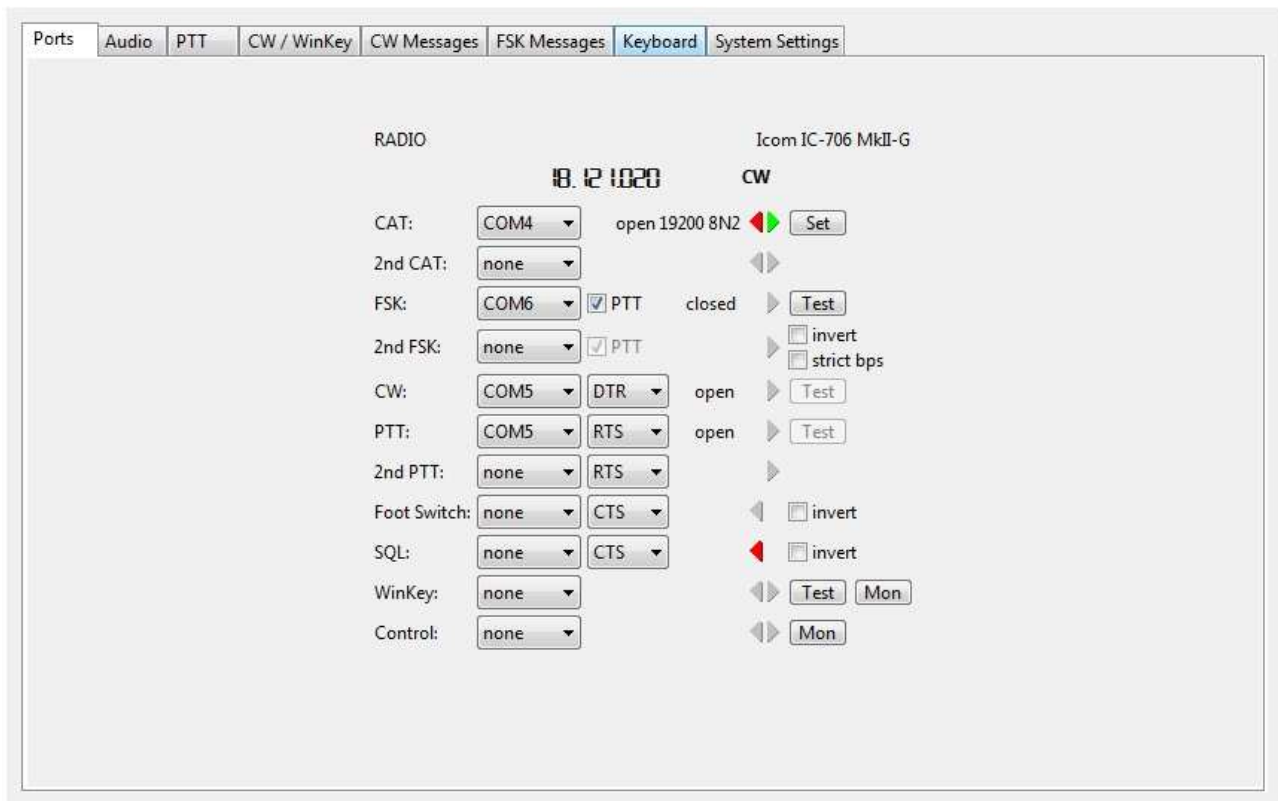 Ports Audio PTT CW / WinKey CW Messages FSK Messages Keyboard System Settings
RADIO Icom IC-706 MkII-G
18.121.020 CW
CAT: COM4 open 19200 8N2 Set
2nd CAT: none
FSK: COM6 PTT closed Test
2nd FSK: none PTT invert
strict bps
CW: COM5 DTR open Test
PTT: COM5 RTS open Test
2nd PTT: none RTS
Foot Switch: none CTS invert
SQL: none CTS invert
WinKey: none Test Mon
Control: none Mon